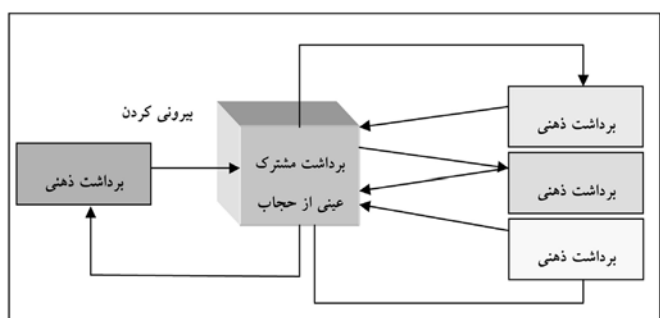 بیرونی کردن
برداشت ذهنی
برداشت مشترک
عینی از حجاب
برداشت ذهنی
برداشت ذهنی
برداشت ذهنی